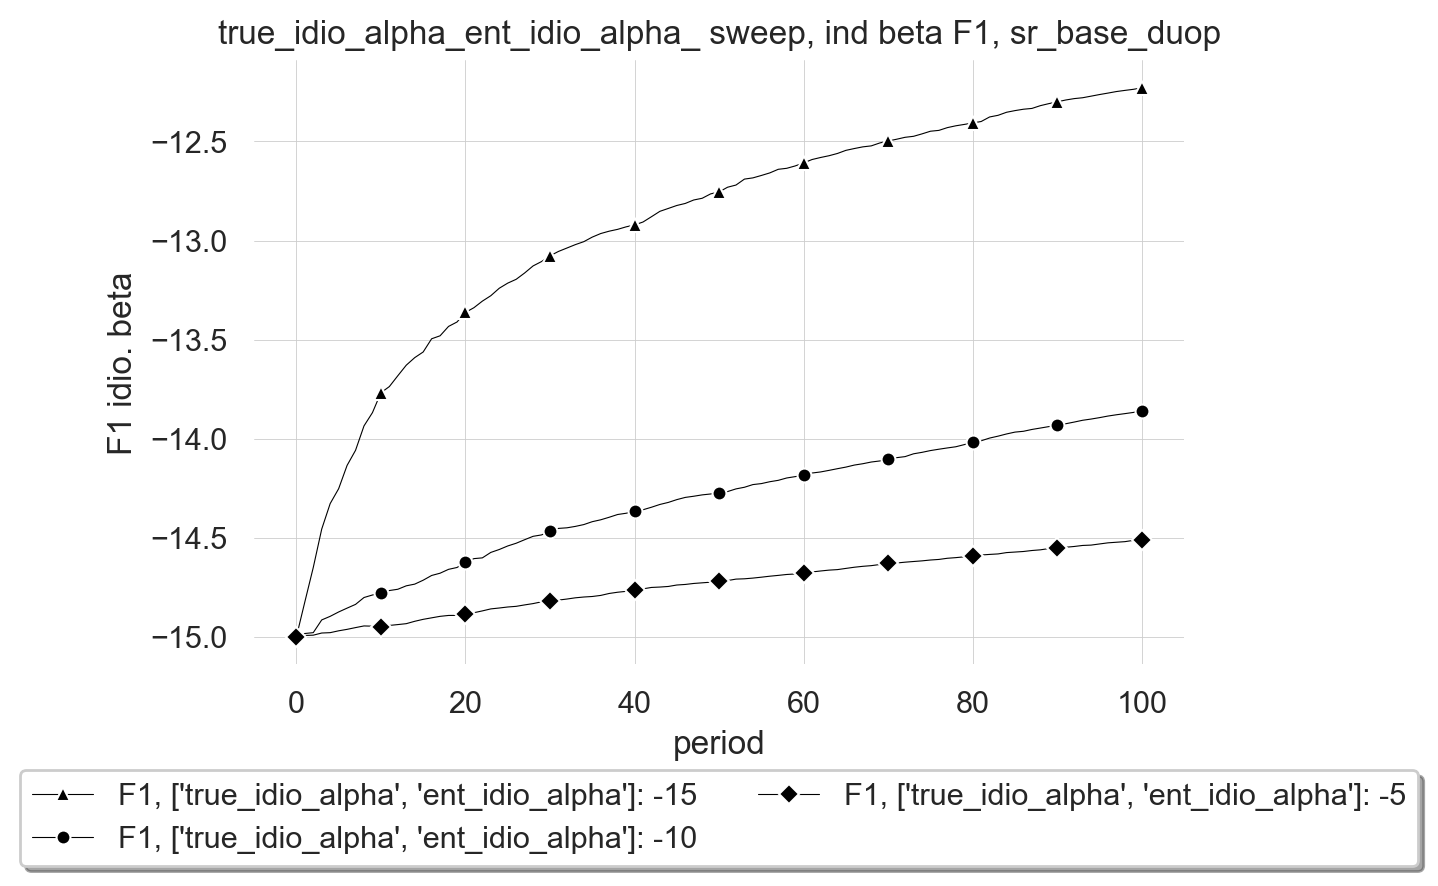 true_idio_alpha_ent_idio_alpha_ sweep, ind beta F1, sr_base_duop
−12.5
−13.0
−13.5
−14.0
−14.5
−15.0
F1 idio. beta
0 20 40 60 80 100
period
F1, ['true_idio_alpha', 'ent_idio_alpha']: -15
F1, ['true_idio_alpha', 'ent_idio_alpha']: -10
F1, ['true_idio_alpha', 'ent_idio_alpha']: -5